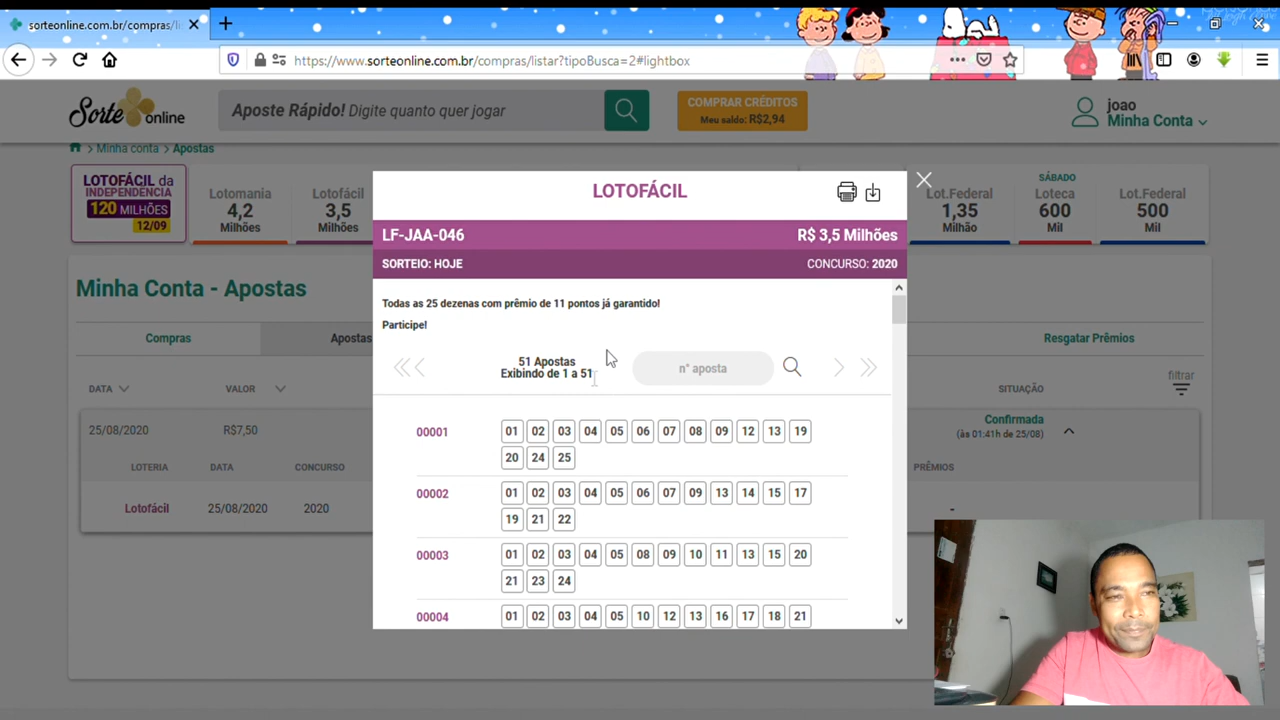 sorteonline.com.br/compras/li
https://www.sorteonline.com.br/compras/listar?tipoBusca=2#lightbox
Sorte online
Aposte Rápido! Digite quanto quer jogar
COMPRAR CRÉDITOS
Meu saldo: R$2,94
joao
Minha Conta
> Minha conta > Apostas
LOTOFÁCIL da
INDEPENDÊNCIA
120 MILHÕES
12/09
Lotomania
4,2
Milhões
Lotofácil
3,5
Milhões
Lot.Federal
1,35
Milhão
SÁBADO
Loteca
600
Mil
Lot.Federal
500
Mil
Minha Conta - Apostas
Compras
Apostas
Resgatar Prêmios
DATA
VALOR
SITUAÇÃO
filtrar
25/08/2020
R$7,50
Confirmada
(às 01:41h de 25/08)
LOTERIA
DATA
CONCURSO
PRÊMIOS
Lotofácil
25/08/2020
2020
-
LOTOFÁCIL
LF-JAA-046
R$ 3,5 Milhões
SORTEIO: HOJE
CONCURSO: 2020
Todas as 25 dezenas com prêmio de 11 pontos já garantido!
Participe!
51 Apostas
Exibindo de 1 a 51
n° aposta
00001 01 02 03 04 05 06 07 08 09 12 13 19
20 24 25
00002 01 02 03 04 05 06 07 09 13 14 15 17
19 21 22
00003 01 02 03 04 05 08 09 10 11 13 15 20
21 23 24
00004 01 02 03 04 05 10 12 13 16 17 18 21